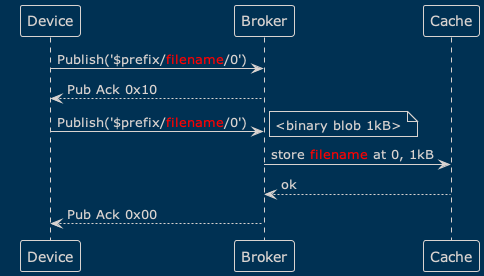 Device Broker Cache
Publish('$prefix/filename/0')
Pub Ack 0x10
Publish('$prefix/filename/0') <binary blob 1kB>
store filename at 0, 1kB
ok
Pub Ack 0x00
Device Broker Cache